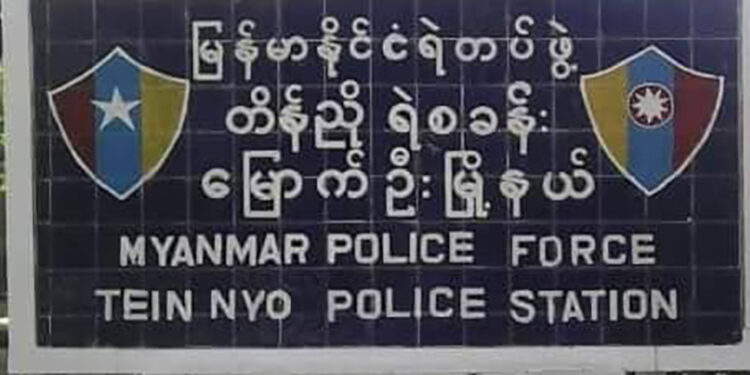 မြန်မာနိုင်ငံရဲတပ်ဖွဲ့
တိန်ညို ရဲစခန်း
မြောက်ဦးမြို့နယ်
MYANMAR POLICE FORCE
TEIN NYO POLICE STATION